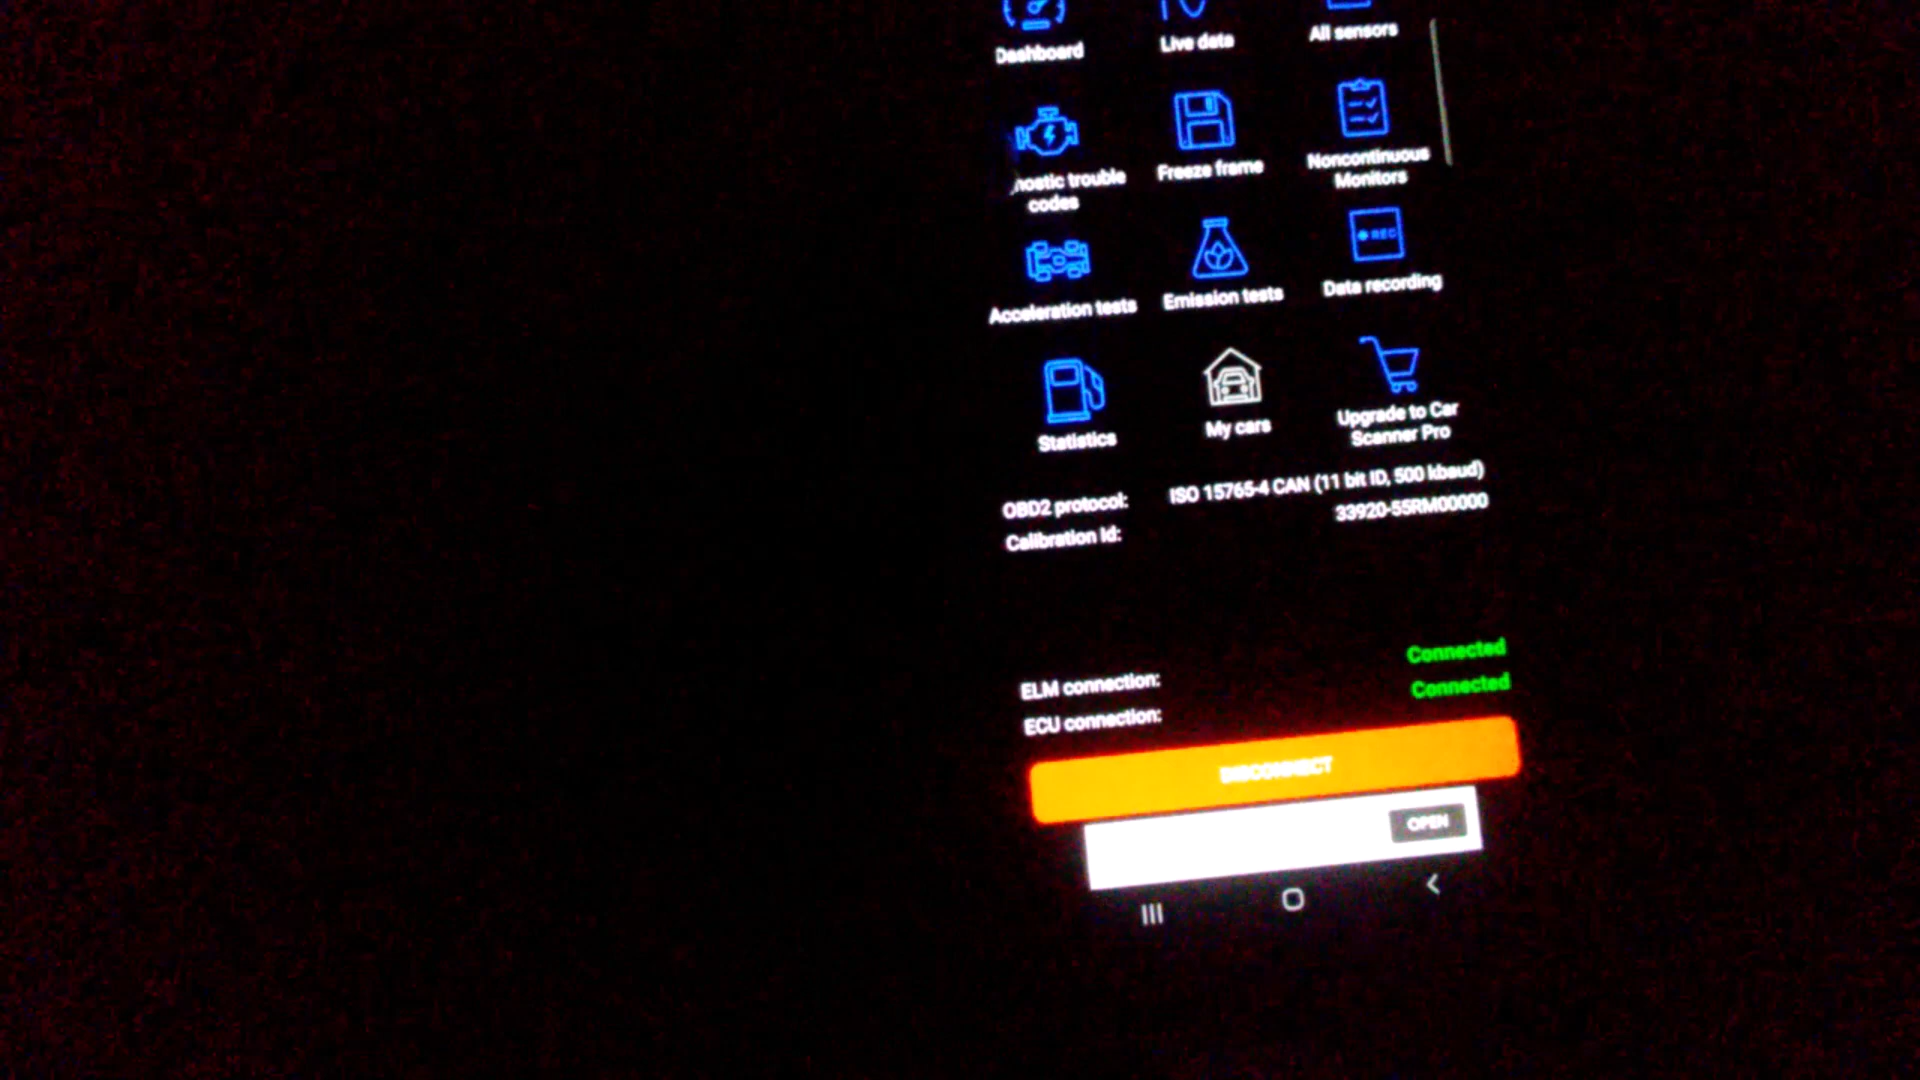 Dashboard
Live data
All sensors
nostic trouble
codes
Freeze frame
Noncontinuous
Monitors
Acceleration tests
Emission tests
REC
Data recording
Statistics
My cars
Upgrade to Car
Scanner Pro
OBD2 protocol:
ISO 15765-4 CAN (11 bit ID, 500 kbaud)
Calibration Id:
33920-55RM00000
ELM connection:
Connected
ECU connection:
Connected
DISCONNECT
OPEN